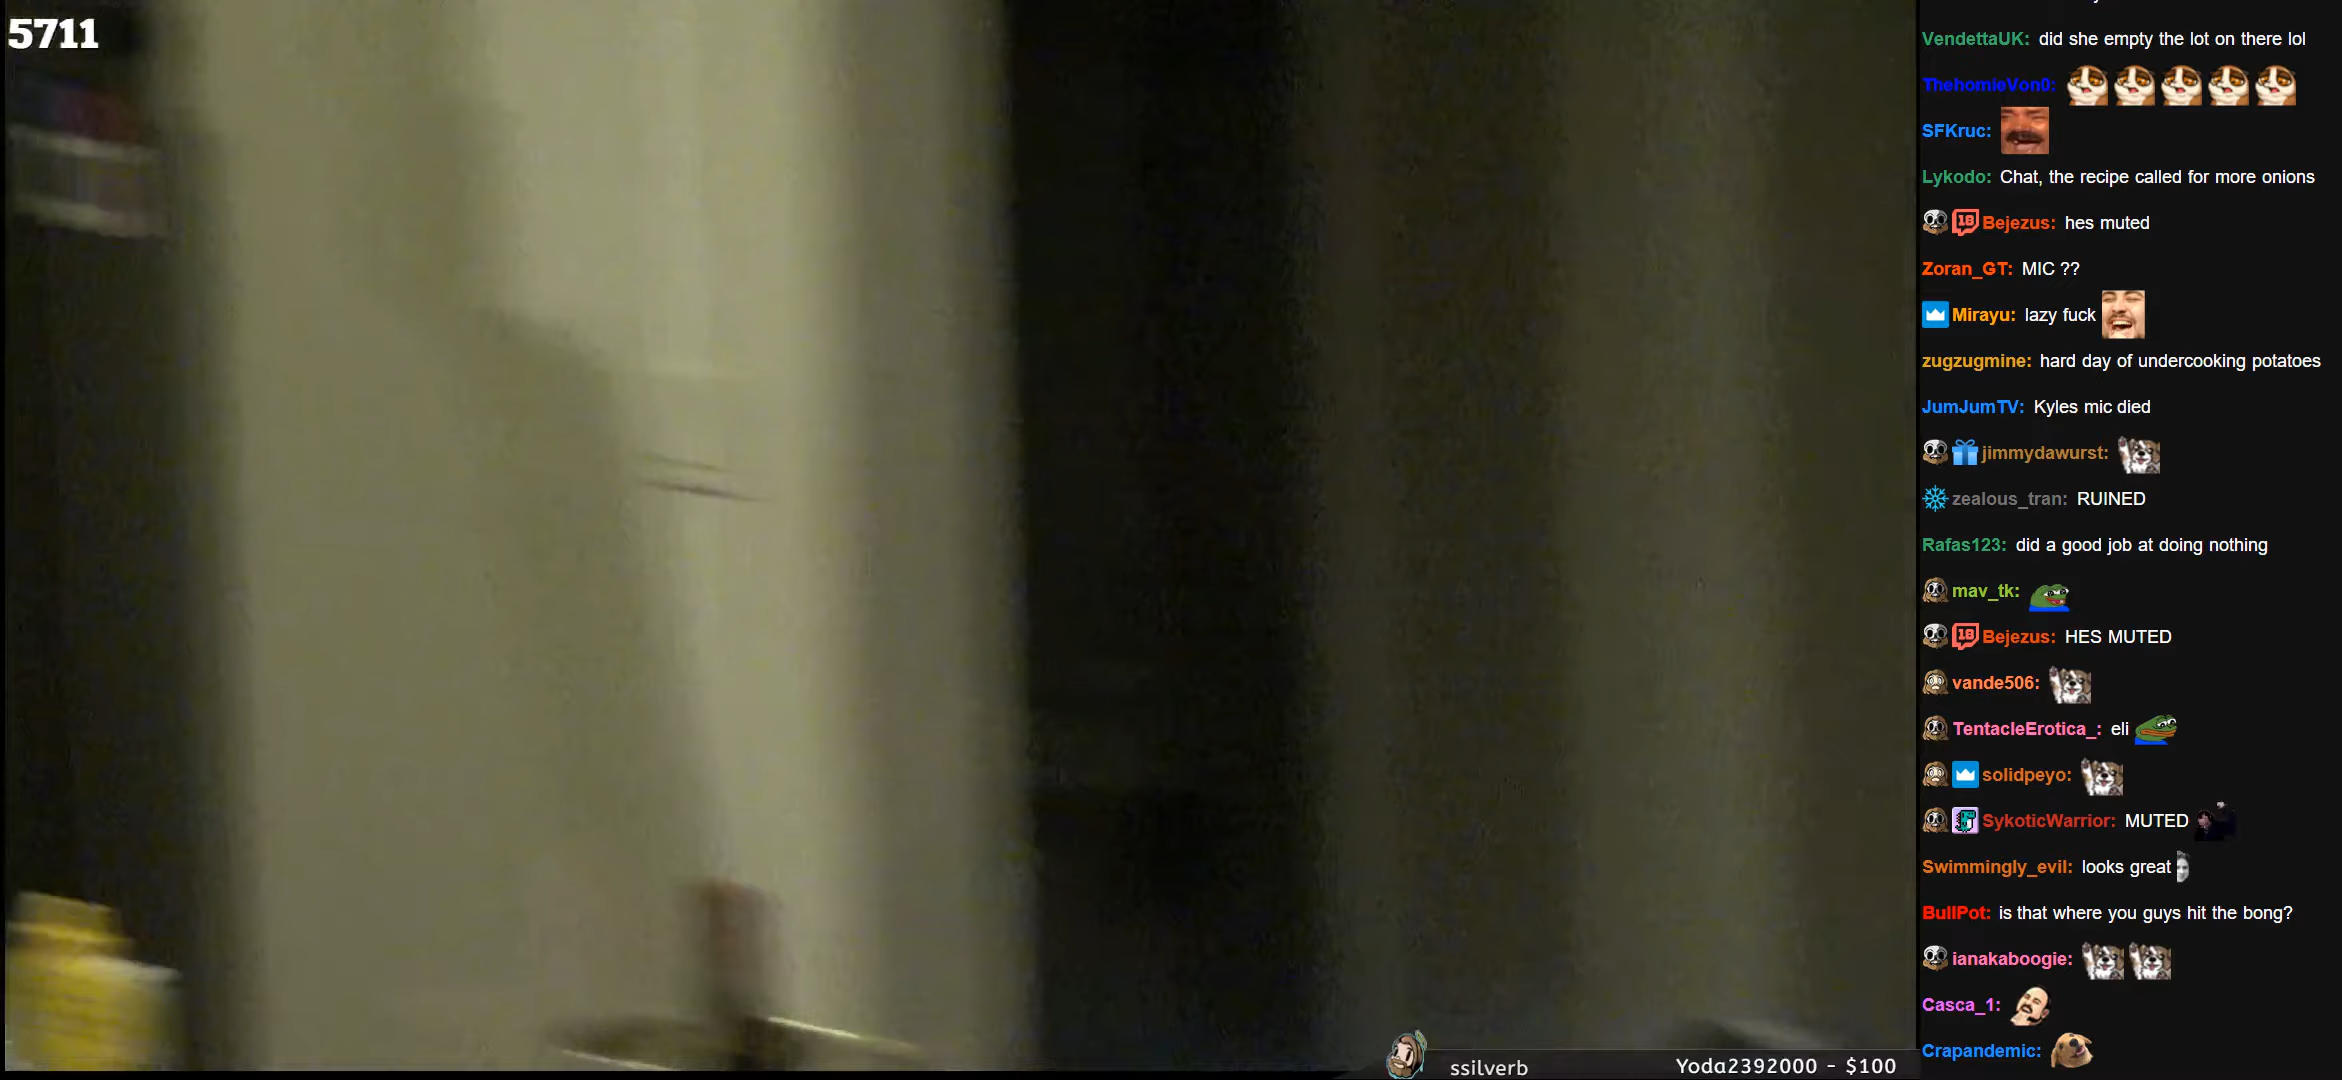 5711
VendettaUK: did she empty the lot on there lol
ThehomieVon0:
SFKruc:
Lykodo: Chat, the recipe called for more onions
18 Bejezus: hes muted
Zoran_GT: MIC ??
Mirayu: lazy fuck
zugzugmine: hard day of undercooking potatoes
JumJumTV: Kyles mic died
jimmydawurst:
zealous_tran: RUINED
Rafas123: did a good job at doing nothing
mav_tk:
18 Bejezus: HES MUTED
vande506:
TentacleErotica_: eli
solidpeyo:
SykoticWarrior: MUTED
Swimmingly_evil: looks great
BullPot: is that where you guys hit the bong?
ianakaboogie:
Casca_1:
Crapandemic:
ssilverb
Yoda2392000 - $100